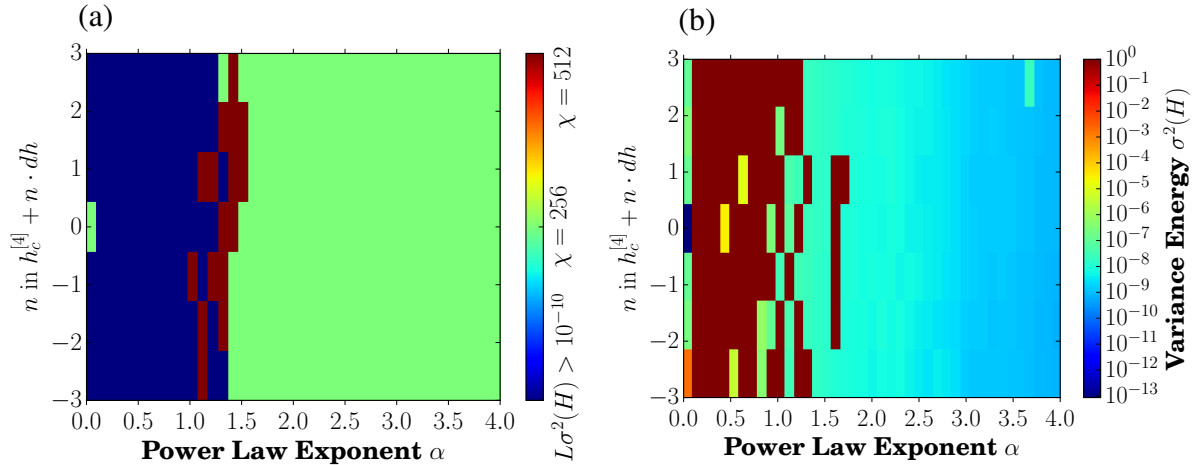 (a)
3
2
1
0
−1
−2
−3
n in h_c^{[4]} + n · dh
0.0 0.5 1.0 1.5 2.0 2.5 3.0 3.5 4.0
Power Law Exponent α
Lσ²(H) > 10⁻¹⁰ χ = 256 χ = 512
(b)
3
2
1
0
−1
−2
−3
n in h_c^{[4]} + n · dh
0.0 0.5 1.0 1.5 2.0 2.5 3.0 3.5 4.0
Power Law Exponent α
10⁰
10⁻¹
10⁻²
10⁻³
10⁻⁴
10⁻⁵
10⁻⁶
10⁻⁷
10⁻⁸
10⁻⁹
10⁻¹⁰
10⁻¹¹
10⁻¹²
10⁻¹³
Variance Energy σ²(H)